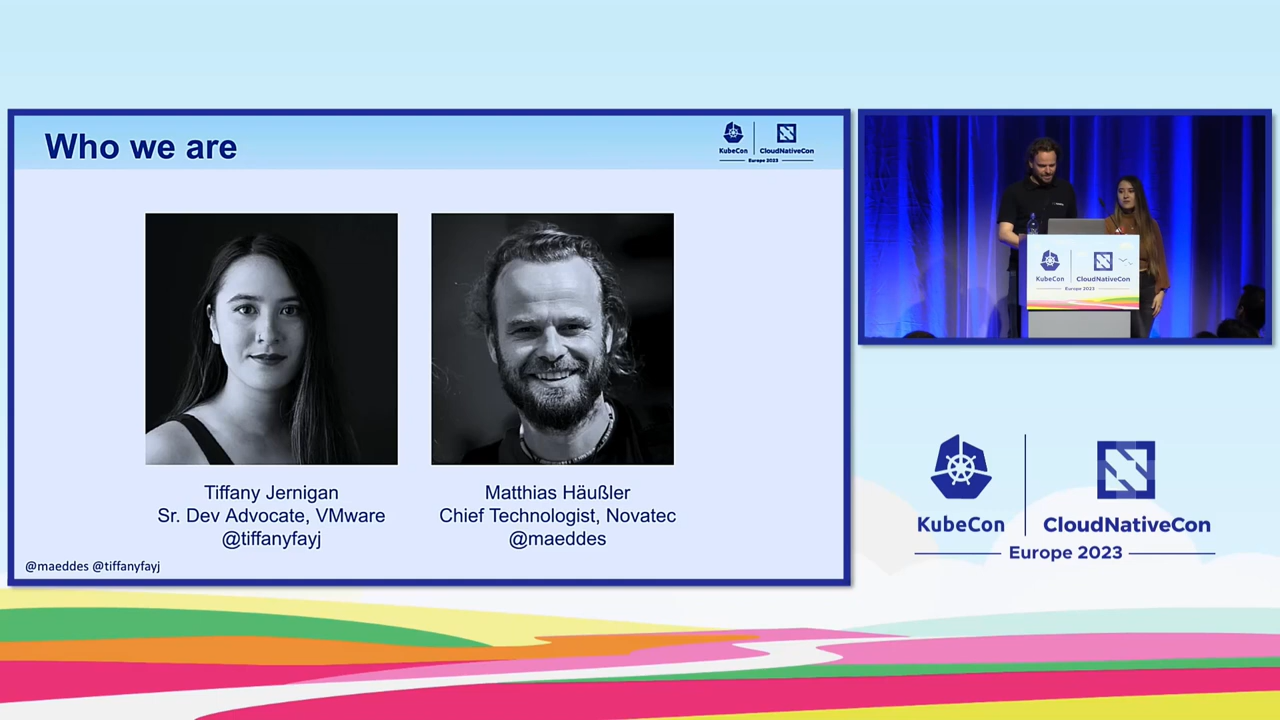 Who we are
KubeCon
CloudNativeCon
Europe 2023
Tiffany Jernigan
Sr. Dev Advocate, VMware
@tiffanyfayj
Matthias Häußler
Chief Technologist, Novatec
@maeddes
@maeddes @tiffanyfayj
KubeCon
CloudNativeCon
Europe 2023
KubeCon
CloudNativeCon
Europe 2023